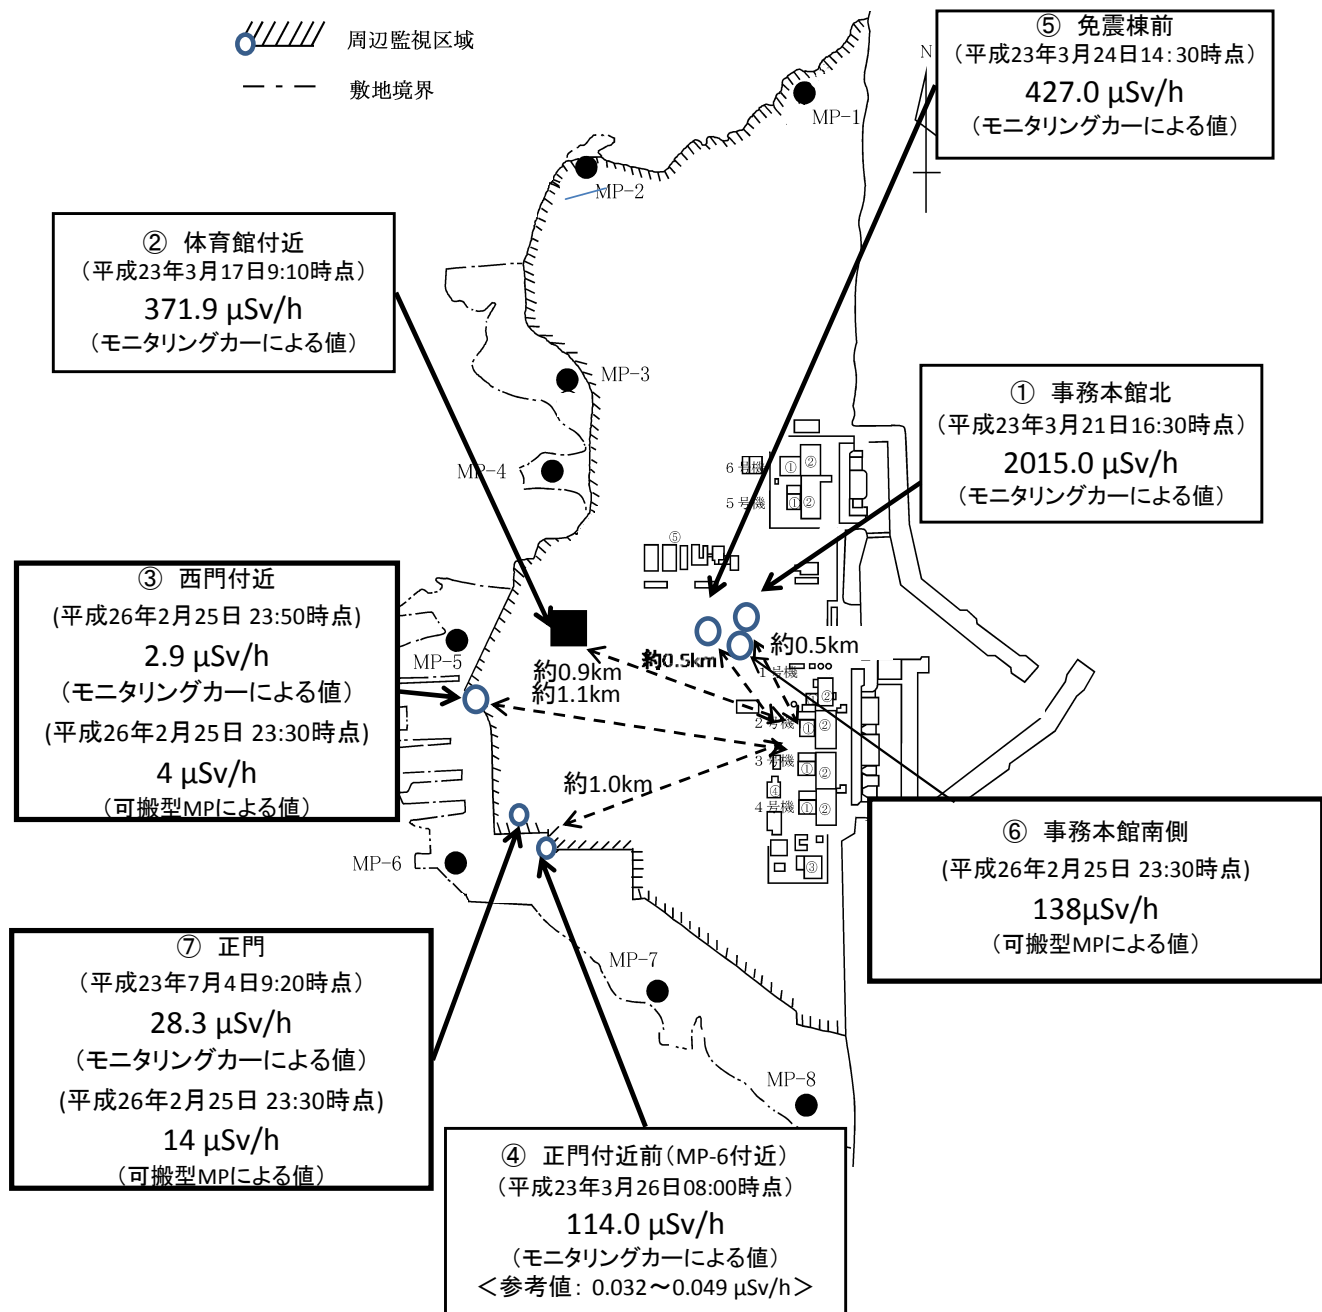 周辺監視区域
敷地境界
⑤ 免震棟前
（平成23年3月24日14:30時点）
427.0 μSv/h
（モニタリングカーによる値）
N
MP-1
MP-2
② 体育館付近
（平成23年3月17日9:10時点）
371.9 μSv/h
（モニタリングカーによる値）
MP-3
① 事務本館北
（平成23年3月21日16:30時点）
2015.0 μSv/h
（モニタリングカーによる値）
MP-4
6号機
①
②
5号機
①
②
⑤
③ 西門付近
(平成26年2月25日 23:50時点)
2.9 μSv/h
（モニタリングカーによる値）
(平成26年2月25日 23:30時点)
4 μSv/h
（可搬型MPによる値）
MP-5
約0.9km
約1.1km
約0.5km
約0.5km
1号機
②
2号機
①
②
3号機
①
②
約1.0km
④
4号機
①
②
③
MP-6
⑥ 事務本館南側
(平成26年2月25日 23:30時点)
138μSv/h
（可搬型MPによる値）
⑦ 正門
（平成23年7月4日9:20時点）
28.3 μSv/h
（モニタリングカーによる値）
(平成26年2月25日 23:30時点)
14 μSv/h
（可搬型MPによる値）
MP-7
MP-8
④ 正門付近前（MP-6付近）
（平成23年3月26日08:00時点）
114.0 μSv/h
（モニタリングカーによる値）
＜参考値: 0.032～0.049 μSv/h＞